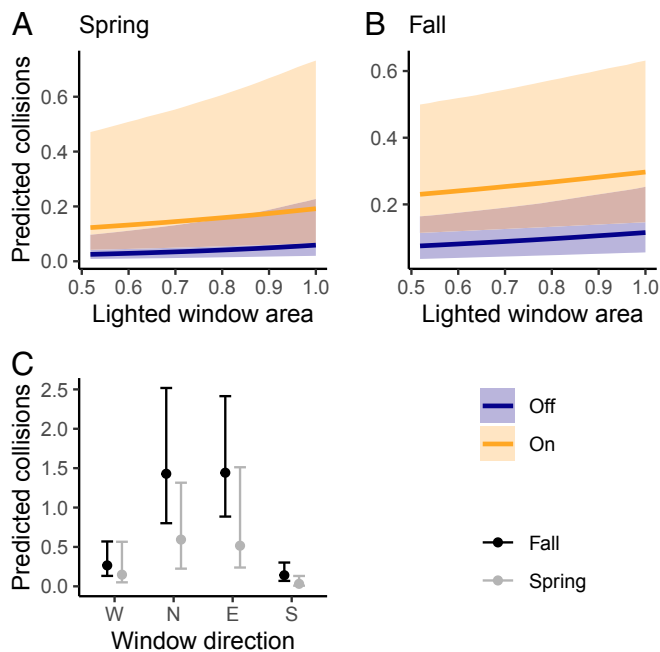 A Spring
Predicted collisions
0.6
0.4
0.2
0.0
0.5 0.6 0.7 0.8 0.9 1.0
Lighted window area
B Fall
0.6
0.4
0.2
0.5 0.6 0.7 0.8 0.9 1.0
Lighted window area
C
Predicted collisions
2.5
2.0
1.5
1.0
0.5
0.0
W N E S
Window direction
Off
On
Fall
Spring